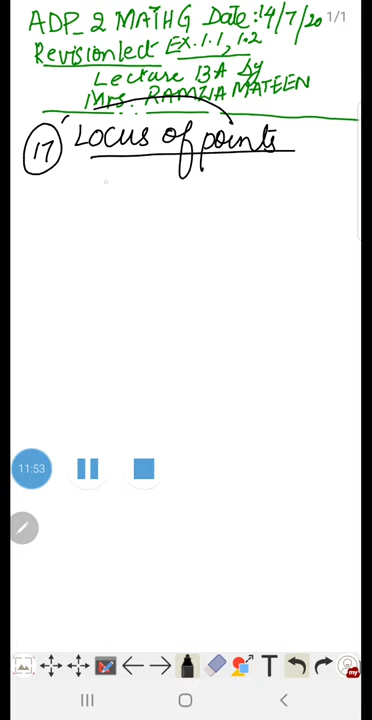 ADP_2 MATHG Date:14/7/20 1/1
Revision lect Ex.1.1, 1.2
Lecture 13A By
Mrs. RAMZIA MATEEN
17 Locus of points
11:53
T